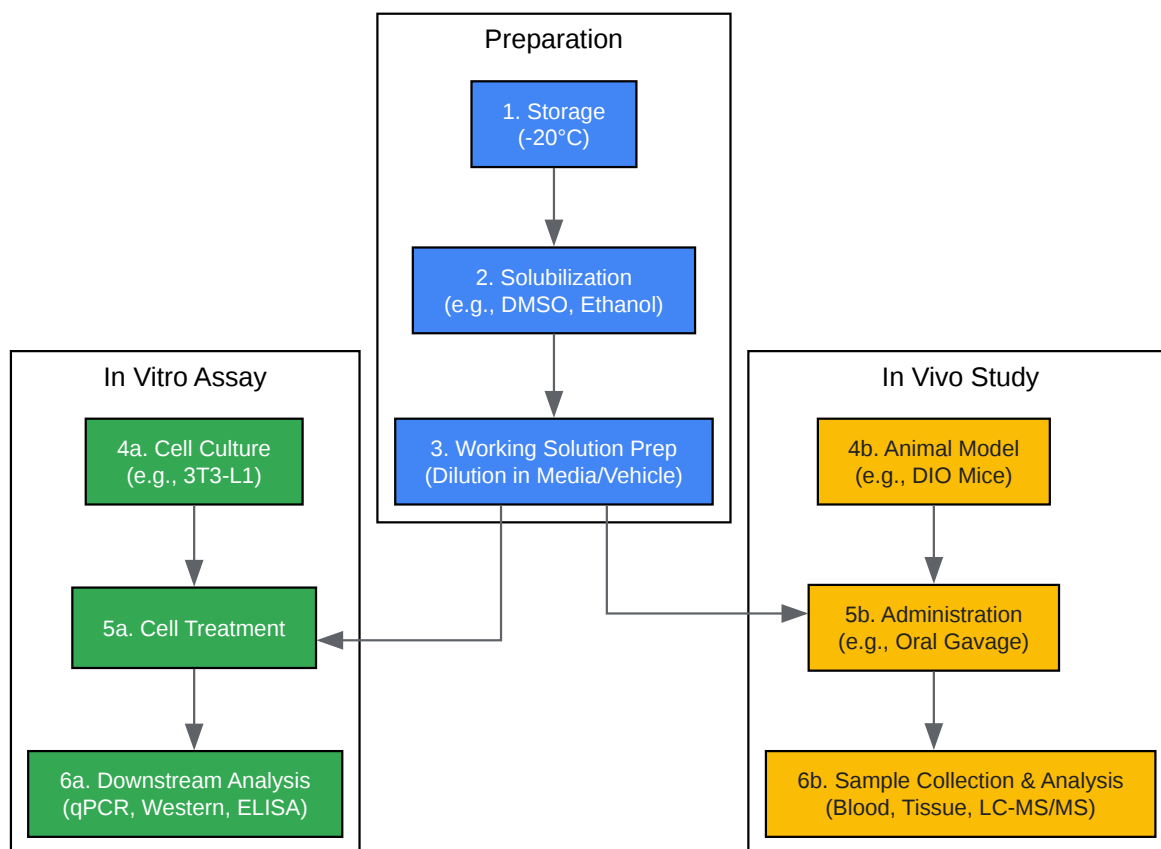 Preparation
1. Storage
(-20°C)
2. Solubilization
(e.g., DMSO, Ethanol)
3. Working Solution Prep
(Dilution in Media/Vehicle)
In Vitro Assay
4a. Cell Culture
(e.g., 3T3-L1)
5a. Cell Treatment
6a. Downstream Analysis
(qPCR, Western, ELISA)
In Vivo Study
4b. Animal Model
(e.g., DIO Mice)
5b. Administration
(e.g., Oral Gavage)
6b. Sample Collection & Analysis
(Blood, Tissue, LC-MS/MS)